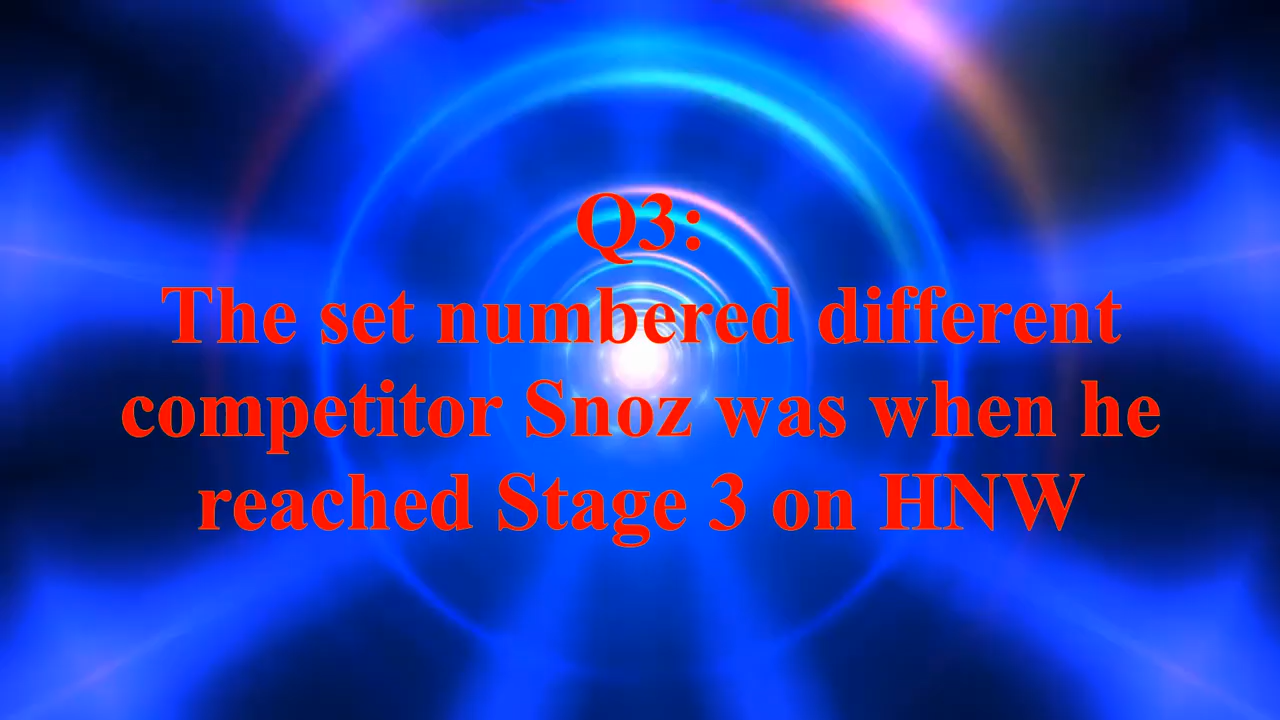 Q3:
The set numbered different
competitor Snoz was when he
reached Stage 3 on HNW